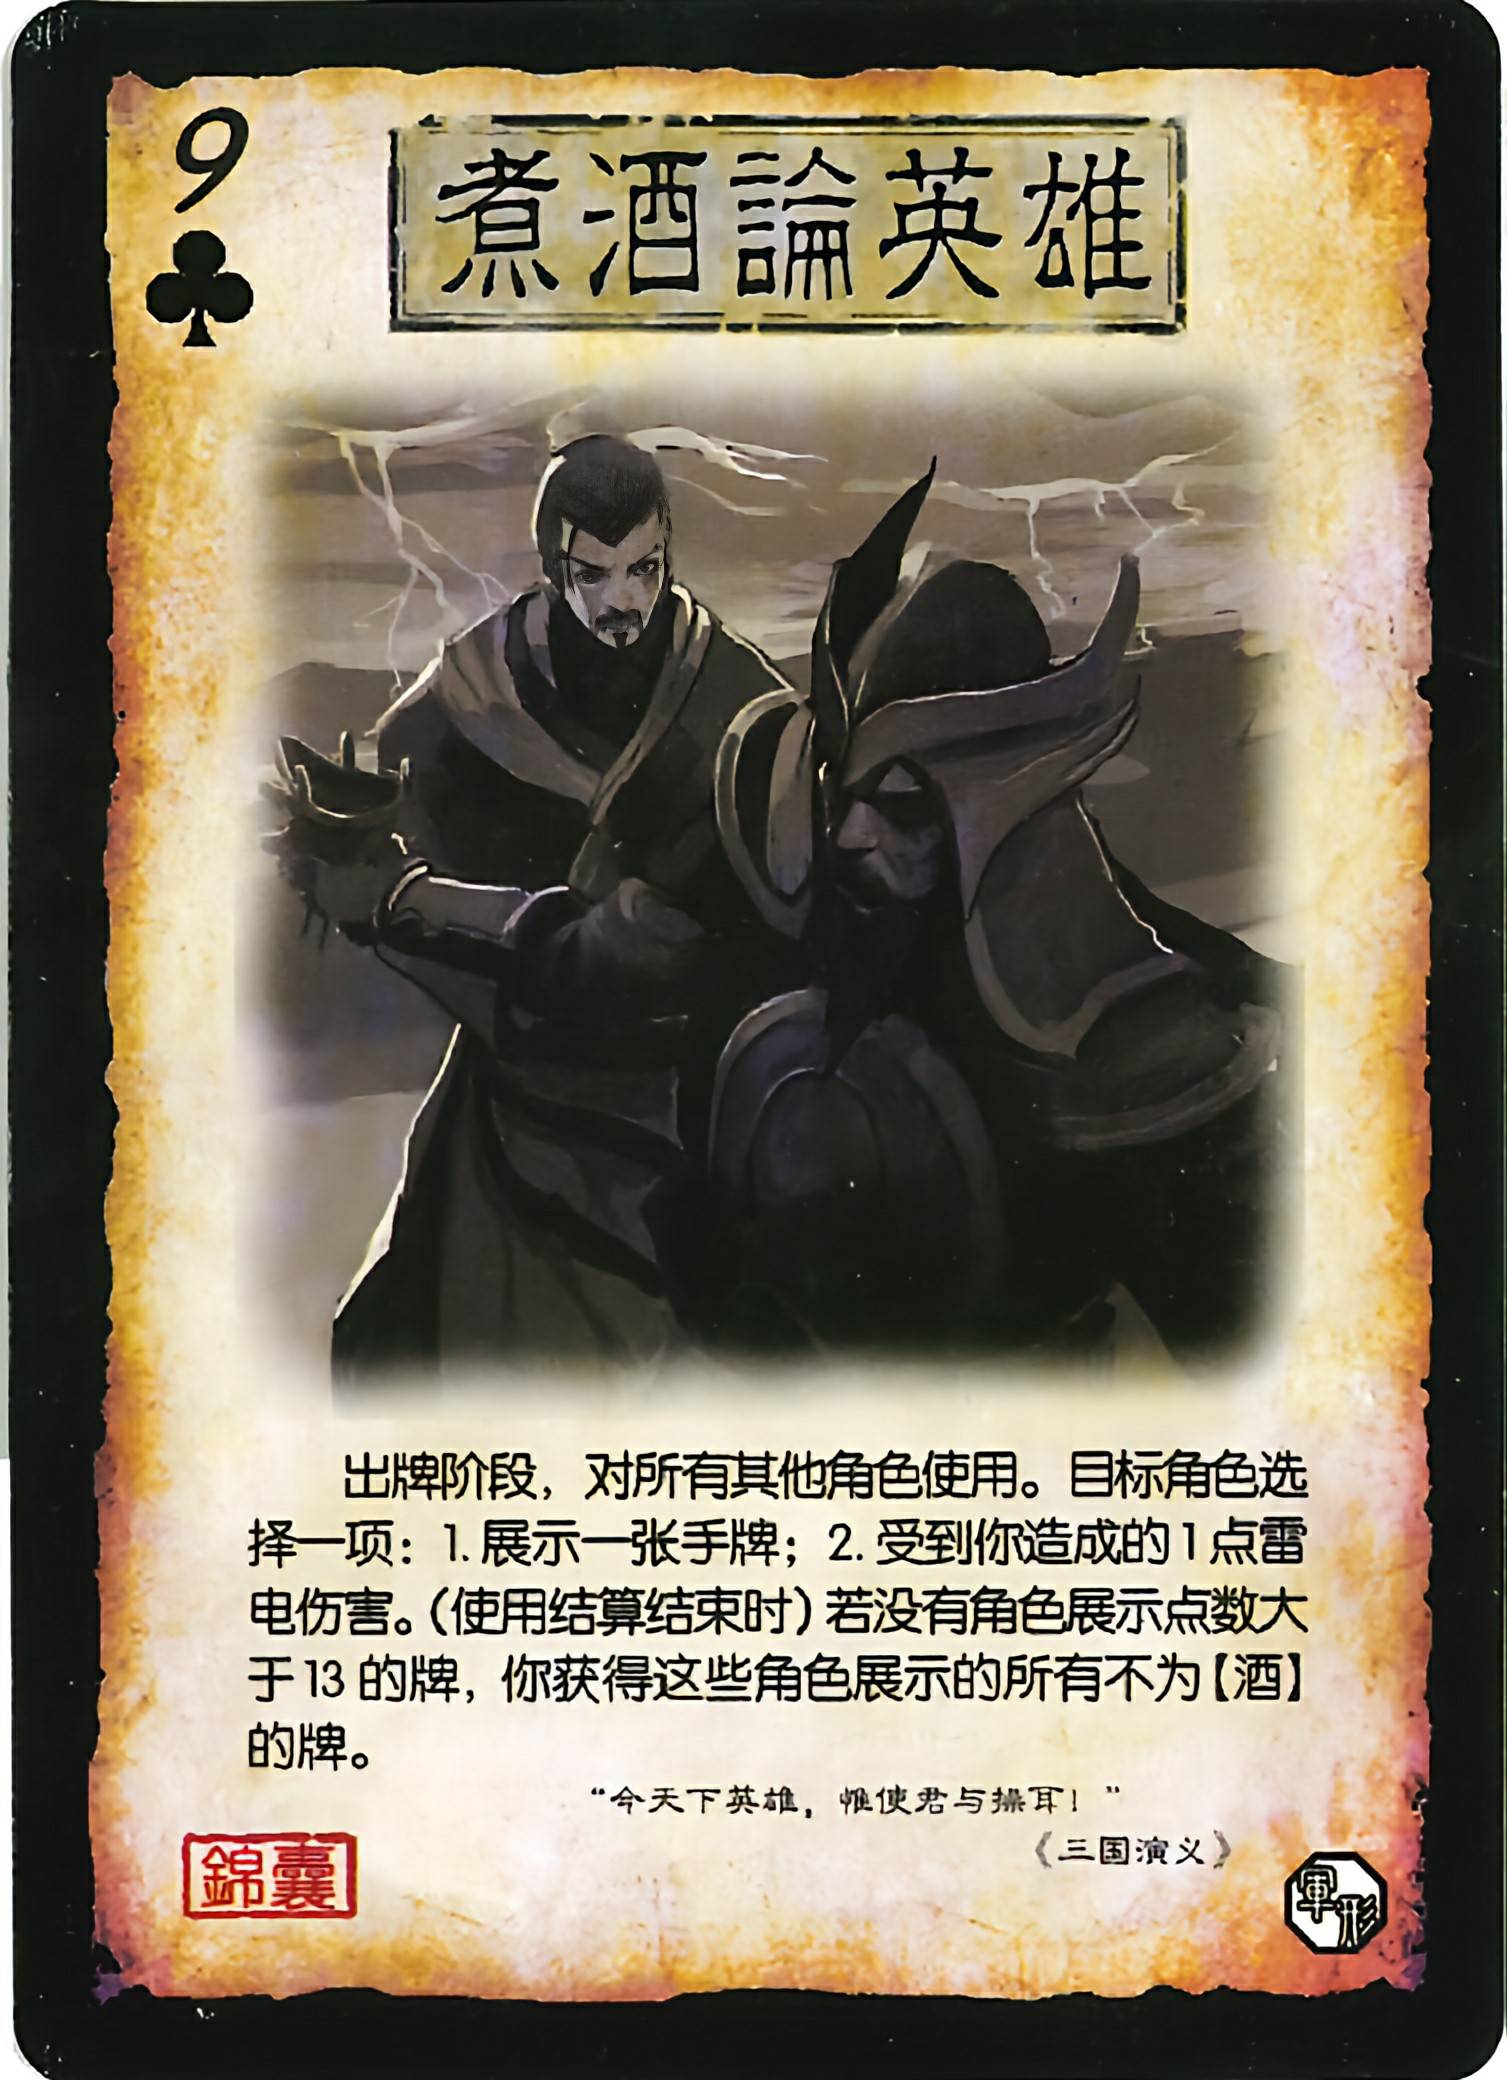 9
煮酒論英雄
出牌阶段，对所有其他角色使用。目标角色选
择一项：1.展示一张手牌；2.受到你造成的1点雷
电伤害。（使用结算结束时）若没有角色展示点数大
于13的牌，你获得这些角色展示的所有不为【酒】
的牌。
“今天下英雄，惟使君与操耳！”
《三国演义》
錦囊
軍形